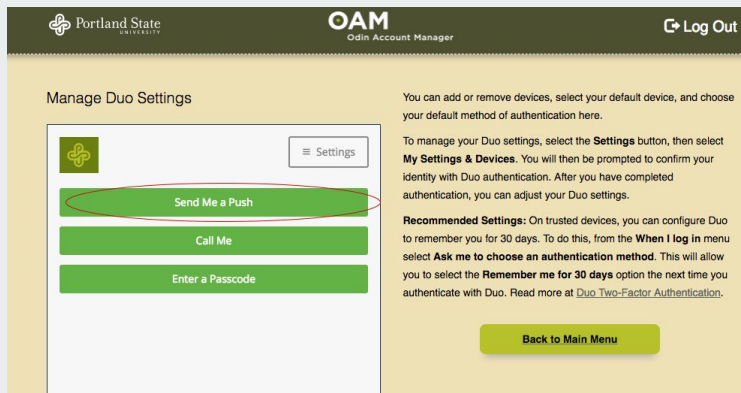 Portland State
UNIVERSITY
OAM
Odin Account Manager
Log Out
Manage Duo Settings
Settings
Send Me a Push
Call Me
Enter a Passcode
You can add or remove devices, select your default device, and choose
your default method of authentication here.
To manage your Duo settings, select the Settings button, then select
My Settings & Devices. You will then be prompted to confirm your
identity with Duo authentication. After you have completed
authentication, you can adjust your Duo settings.
Recommended Settings: On trusted devices, you can configure Duo
to remember you for 30 days. To do this, from the When I log in menu
select Ask me to choose an authentication method. This will allow
you to select the Remember me for 30 days option the next time you
authenticate with Duo. Read more at Duo Two-Factor Authentication.
Back to Main Menu